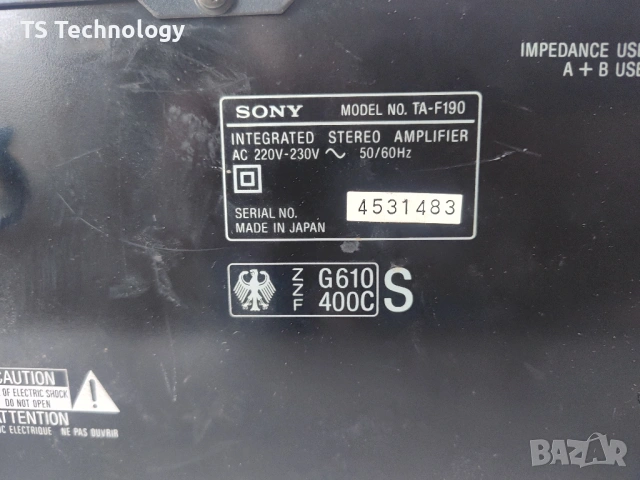 TS Technology
IMPEDANCE USE
A + B USE
SONY MODEL NO. TA-F190
INTEGRATED STEREO AMPLIFIER
AC 220V-230V ~ 50/60Hz
SERIAL NO. 4531483
MADE IN JAPAN
Z Z F G610 400C S
CAUTION
OF ELECTRIC SHOCK
DO NOT OPEN
ATTENTION
ELECTRIQUE NE PAS OUVRIR
BAZAR